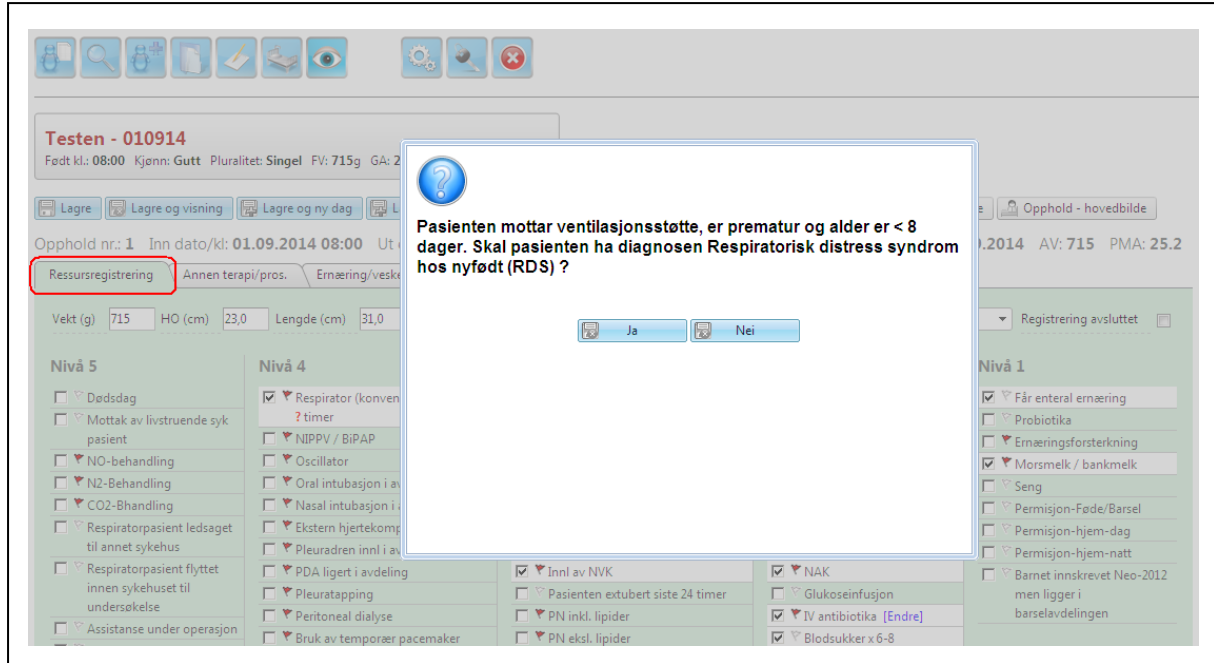 Testen - 010914
Født kl.: 08:00 Kjønn: Gutt Pluralitet: Singel FV: 715g GA: 2
Lagre Lagre og visning Lagre og ny dag L
Opphold - hovedbilde
Opphold nr.: 1 Inn dato/kl: 01.09.2014 08:00 Ut
.2014 AV: 715 PMA: 25.2
Ressursregistrering Annen terapi/pros. Ernæring/veske
Pasienten mottar ventilasjonsstøtte, er prematur og alder er < 8
dager. Skal pasienten ha diagnosen Respiratorisk distress syndrom
hos nyfødt (RDS) ?
Ja Nei
Vekt (g) 715 HO (cm) 23,0 Lengde (cm) 31,0
Registrering avsluttet
Nivå 5
Dødsdag
Mottak av livstruende syk
pasient
NO-behandling
N2-Behandling
CO2-Bhandling
Respiratorpasient ledsaget
til annet sykehus
Respiratorpasient flyttet
innen sykehuset til
undersøkelse
Assistanse under operasjon
Nivå 4
Respirator (konven
? timer
NIPPV / BiPAP
Oscillator
Oral intubasjon i av
Nasal intubasjon i
Ekstern hjertekomp
Pleuradren innl i av
PDA ligert i avdeling
Pleuratapping
Peritoneal dialyse
Bruk av temporær pacemaker
Innl av NVK
Pasienten extubert siste 24 timer
PN inkl. lipider
PN eksl. lipider
NAK
Glukoseinfusjon
IV antibiotika [Endre]
Blodsukker x 6-8
Nivå 1
Får enteral ernæring
Probiotika
Ernæringsforsterkning
Morsmelk / bankmelk
Seng
Permisjon-Føde/Barsel
Permisjon-hjem-dag
Permisjon-hjem-natt
Barnet innskrevet Neo-2012
men ligger i
barselavdelingen